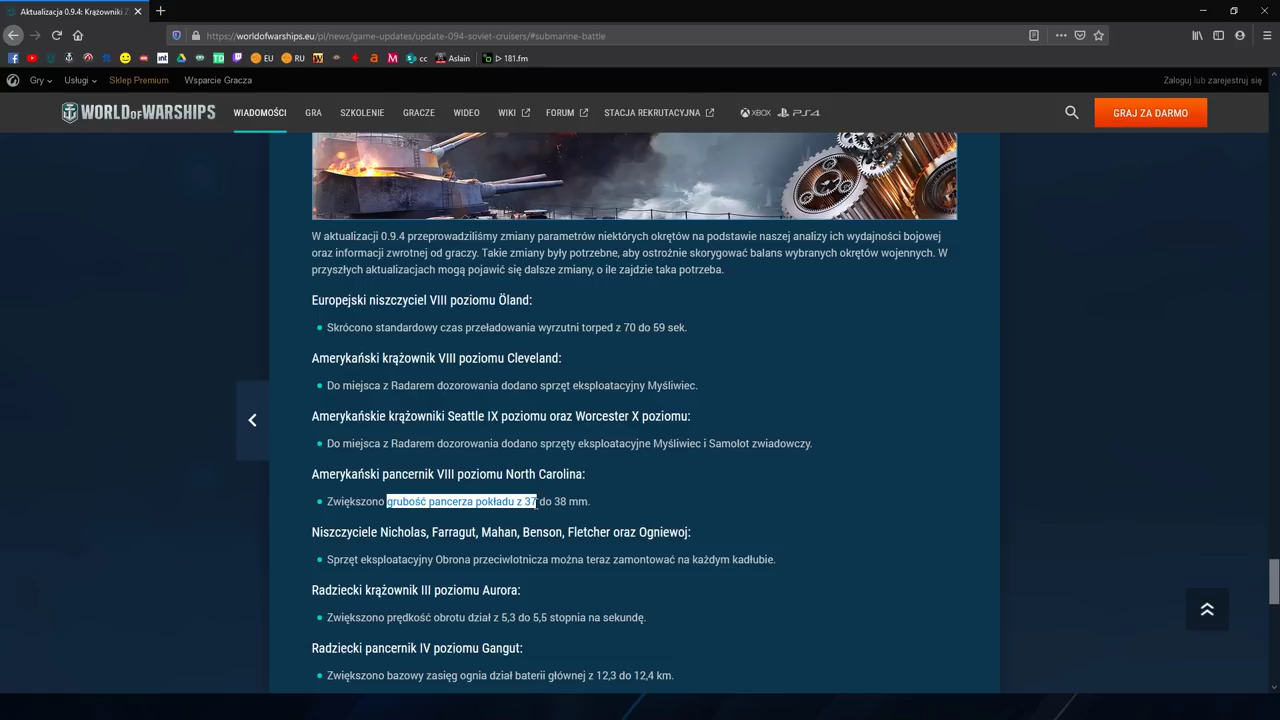 Aktualizacja 0.9.4: Krążowniki Z
https://worldofwarships.eu/pl/news/game-updates/update-094-soviet-cruisers/#submarine-battle
EU
RU
cc
Aslain
181.fm
Gry
Usługi
Sklep Premium
Wsparcie Gracza
Zaloguj lub zarejestruj się
WORLD OF WARSHIPS
WIADOMOŚCI
GRA
SZKOLENIE
GRACZE
WIDEO
WIKI
FORUM
STACJA REKRUTACYJNA
XBOX
PS4
GRAJ ZA DARMO
W aktualizacji 0.9.4 przeprowadziliśmy zmiany parametrów niektórych okrętów na podstawie naszej analizy ich wydajności bojowej
oraz informacji zwrotnej od graczy. Takie zmiany były potrzebne, aby ostrożnie skorygować balans wybranych okrętów wojennych. W
przyszłych aktualizacjach mogą pojawić się dalsze zmiany, o ile zajdzie taka potrzeba.
Europejski niszczyciel VIII poziomu Öland:
Skrócono standardowy czas przeładowania wyrzutni torped z 70 do 59 sek.
Amerykański krążownik VIII poziomu Cleveland:
Do miejsca z Radarem dozorowania dodano sprzęt eksploatacyjny Myśliwiec.
Amerykańskie krążowniki Seattle IX poziomu oraz Worcester X poziomu:
Do miejsca z Radarem dozorowania dodano sprzęty eksploatacyjne Myśliwiec i Samolot zwiadowczy.
Amerykański pancernik VIII poziomu North Carolina:
Zwiększono grubość pancerza pokładu z 37 do 38 mm.
Niszczyciele Nicholas, Farragut, Mahan, Benson, Fletcher oraz Ogniewoj:
Sprzęt eksploatacyjny Obrona przeciwlotnicza można teraz zamontować na każdym kadłubie.
Radziecki krążownik III poziomu Aurora:
Zwiększono prędkość obrotu dział z 5,3 do 5,5 stopnia na sekundę.
Radziecki pancernik IV poziomu Gangut:
Zwiększono bazowy zasięg ognia dział baterii głównej z 12,3 do 12,4 km.